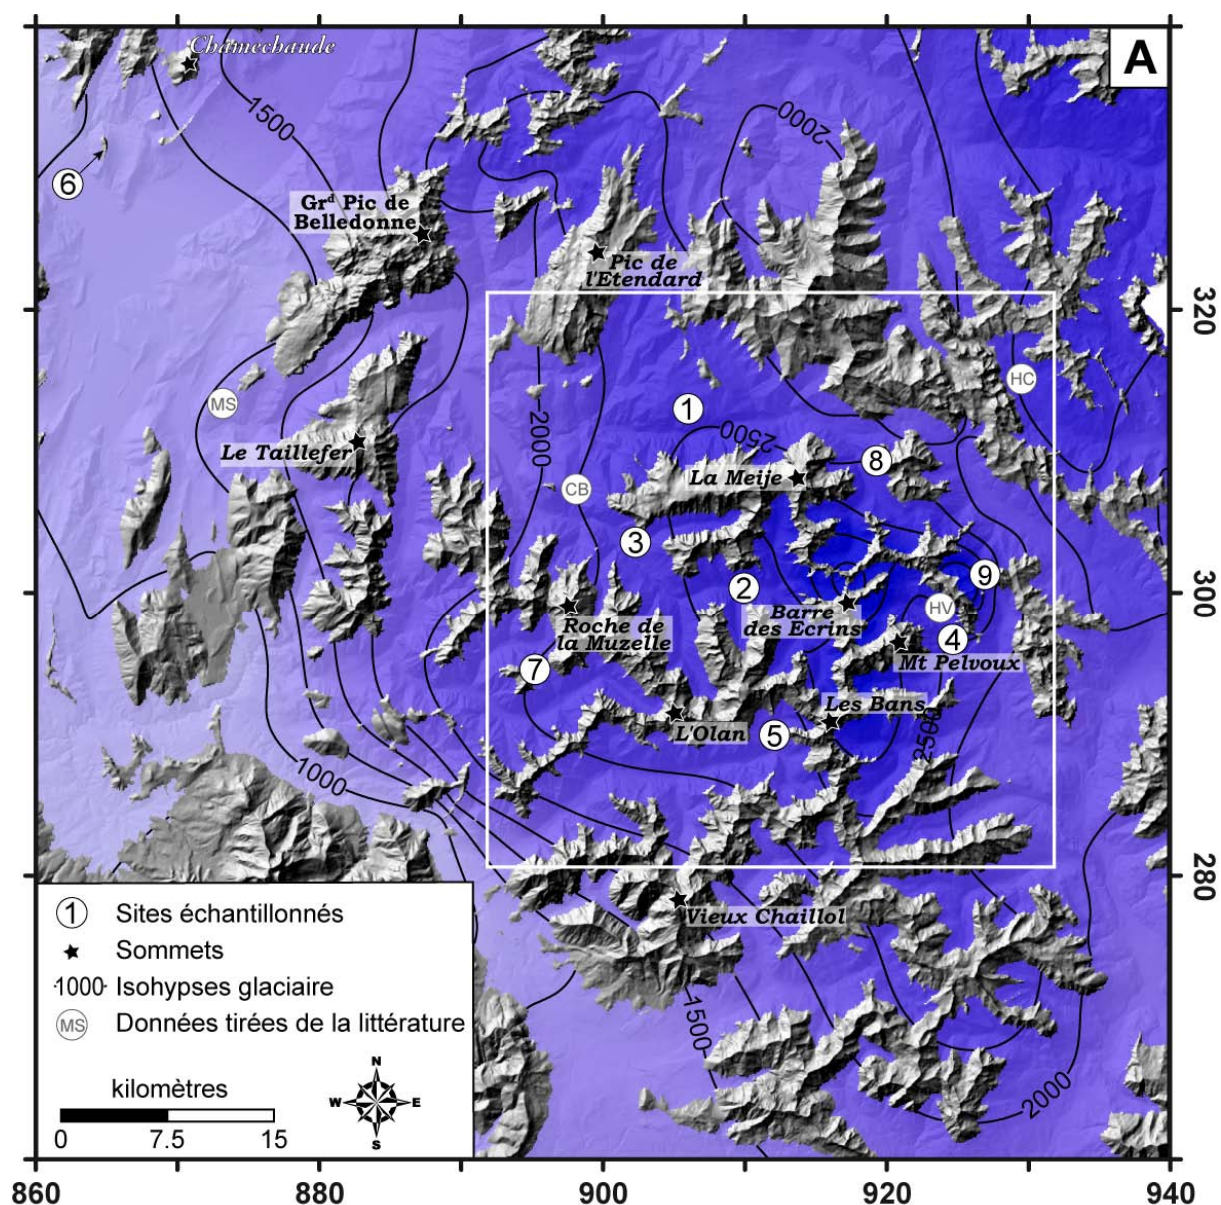 A
Chamechaude
1500
2000
6
Grd Pic de
Belledonne
Pic de
l'Etendard
320
HC
MS
1
2000
2500
Le Taillefer
La Meije
8
CB
3
9
2
300
Barre
des Ecrins
HV
Roche de
la Muzelle
4
Mt Pelvoux
7
Les Bans
L'Olan
5
2500
1000
280
Vieux Chaillol
1 Sites échantillonnés
Sommets
1000 Isohypses glaciaire
MS Données tirées de la littérature
1500
2000
kilomètres
0 7.5 15
N
W E
S
860 880 900 920 940